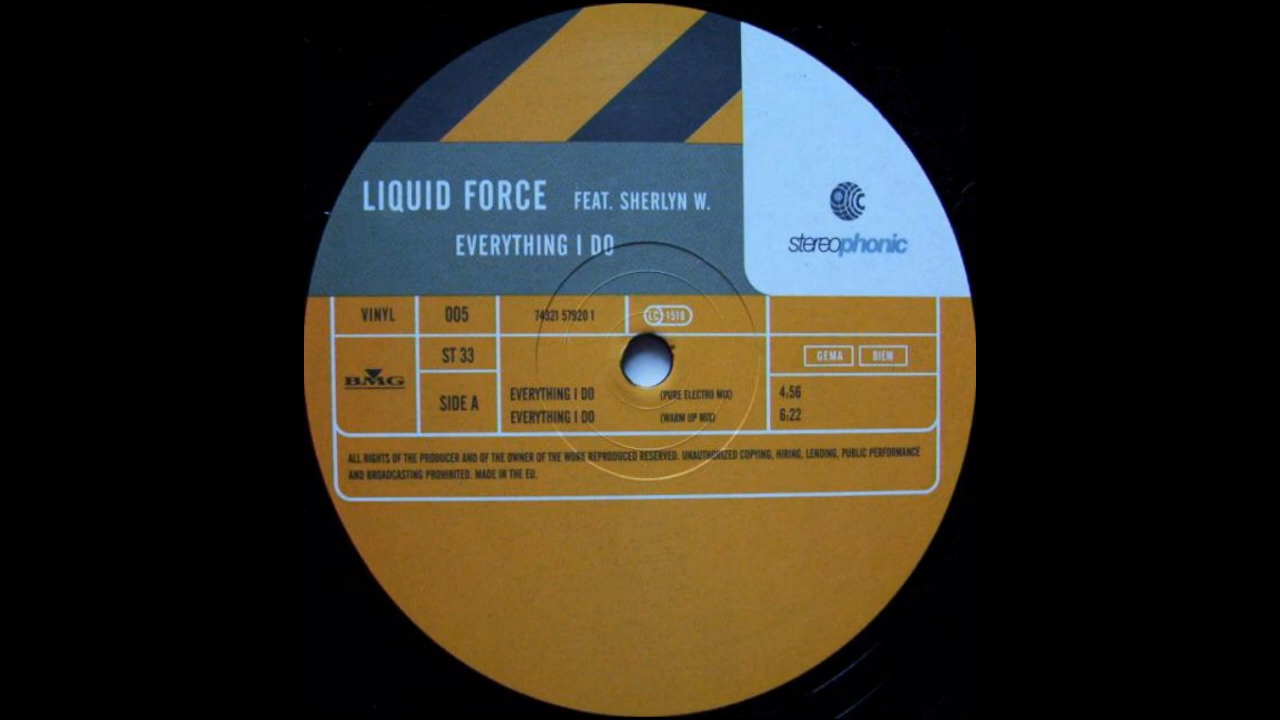 LIQUID FORCE FEAT. SHERLYN W.
EVERYTHING I DO
stereophonic
VINYL 005 74321 57920 1 LC 1518
ST 33 GEMA BIEM
BMG
SIDE A
EVERYTHING I DO (PURE ELECTRO MIX) 4:56
EVERYTHING I DO (WARM UP MIX) 6:22
ALL RIGHTS OF THE PRODUCER AND OF THE OWNER OF THE WORK REPRODUCED RESERVED. UNAUTHORIZED COPYING, HIRING, LENDING, PUBLIC PERFORMANCE
AND BROADCASTING PROHIBITED. MADE IN THE EU.